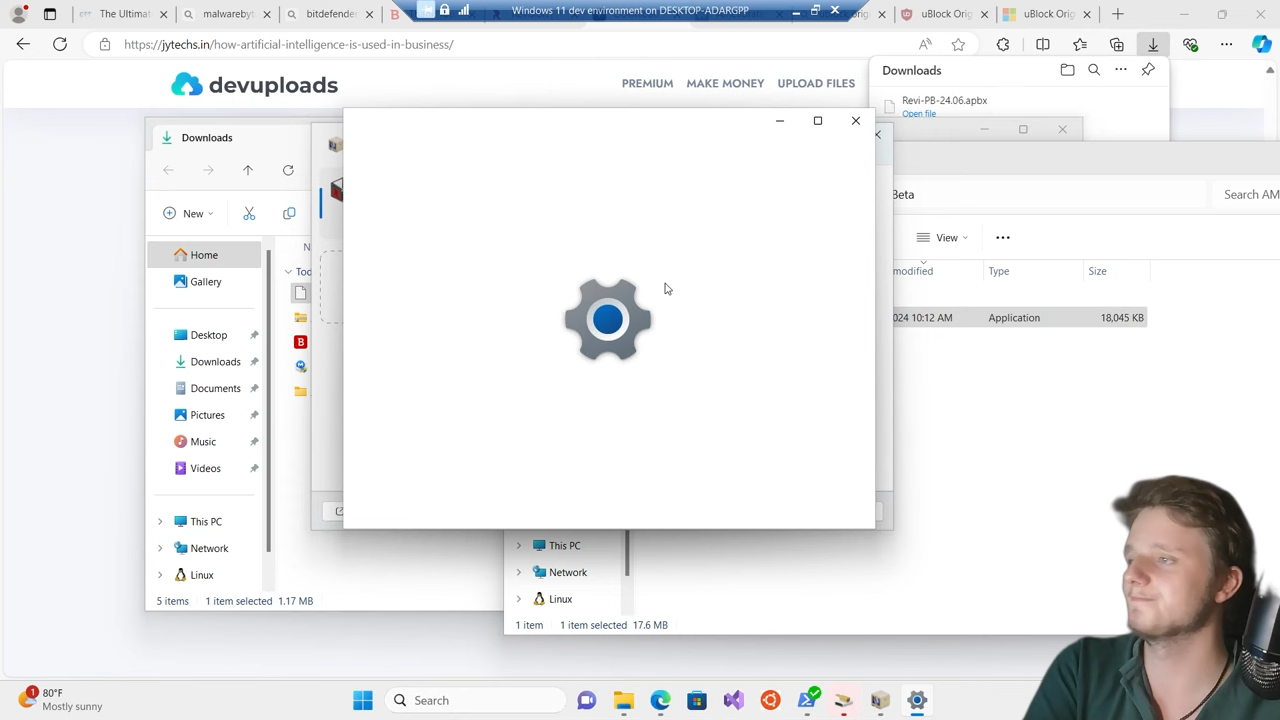 Windows 11 dev environment on DESKTOP-ADARGPP
The Ultima
malwarebyt
bitdefender
uBlock Orig
uBlock Orig
https://jytechs.in/how-artificial-intelligence-is-used-in-business/
devuploads
PREMIUM
MAKE MONEY
UPLOAD FILES
Downloads
Revi-PB-24.06.apbx
Open file
Downloads
New
Home
Gallery
Desktop
Downloads
Documents
Pictures
Music
Videos
This PC
Network
Linux
5 items
1 item selected
1.17 MB
Beta
Search AM
View
Type
Size
024 10:12 AM
Application
18,045 KB
This PC
Network
Linux
1 item
1 item selected
17.6 MB
1
80°F
Mostly sunny
Search